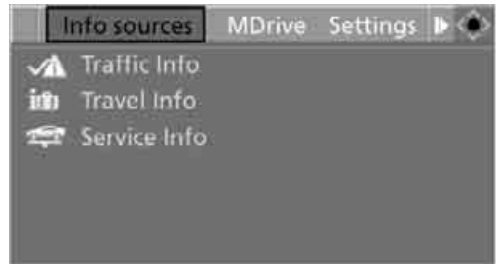 Info sources MDrive Settings
Traffic Info
Travel Info
Service Info